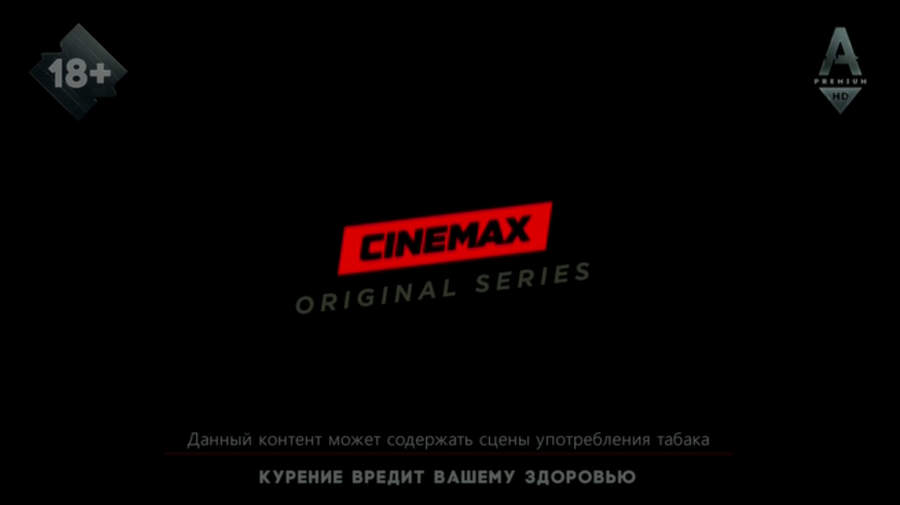 18+
A
PREMIUM
HD
CINEMAX
ORIGINAL SERIES
Данный контент может содержать сцены употребления табака
КУРЕНИЕ ВРЕДИТ ВАШЕМУ ЗДОРОВЬЮ